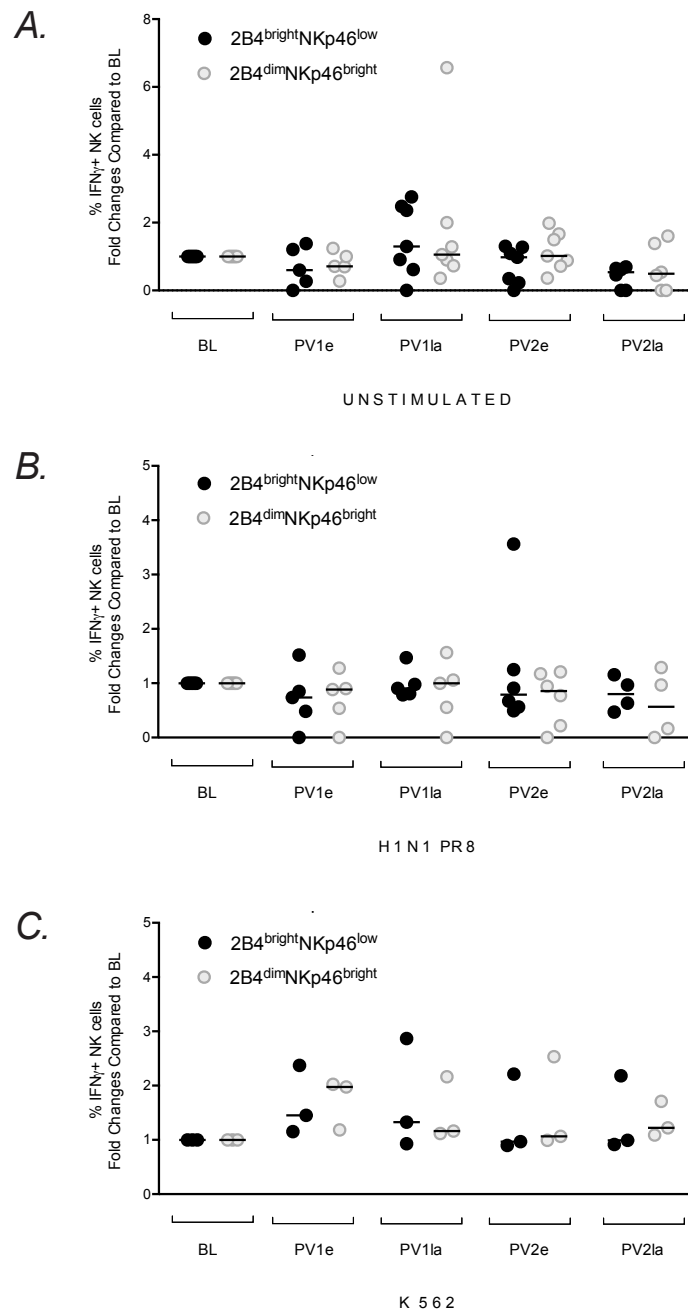 A.
8
6
4
2
0
% IFNγ+ NK cells
Fold Changes Compared to BL
2B4brightNKp46low
2B4dimNKp46bright
BL PV1e PV1la PV2e PV2la
UNSTIMULATED
B.
5
4
3
2
1
0
% IFNγ+ NK cells
Fold Changes Compared to BL
2B4brightNKp46low
2B4dimNKp46bright
BL PV1e PV1la PV2e PV2la
H1N1 PR8
C.
5
4
3
2
1
0
% IFNγ+ NK cells
Fold Changes Compared to BL
2B4brightNKp46low
2B4dimNKp46bright
BL PV1e PV1la PV2e PV2la
K 562